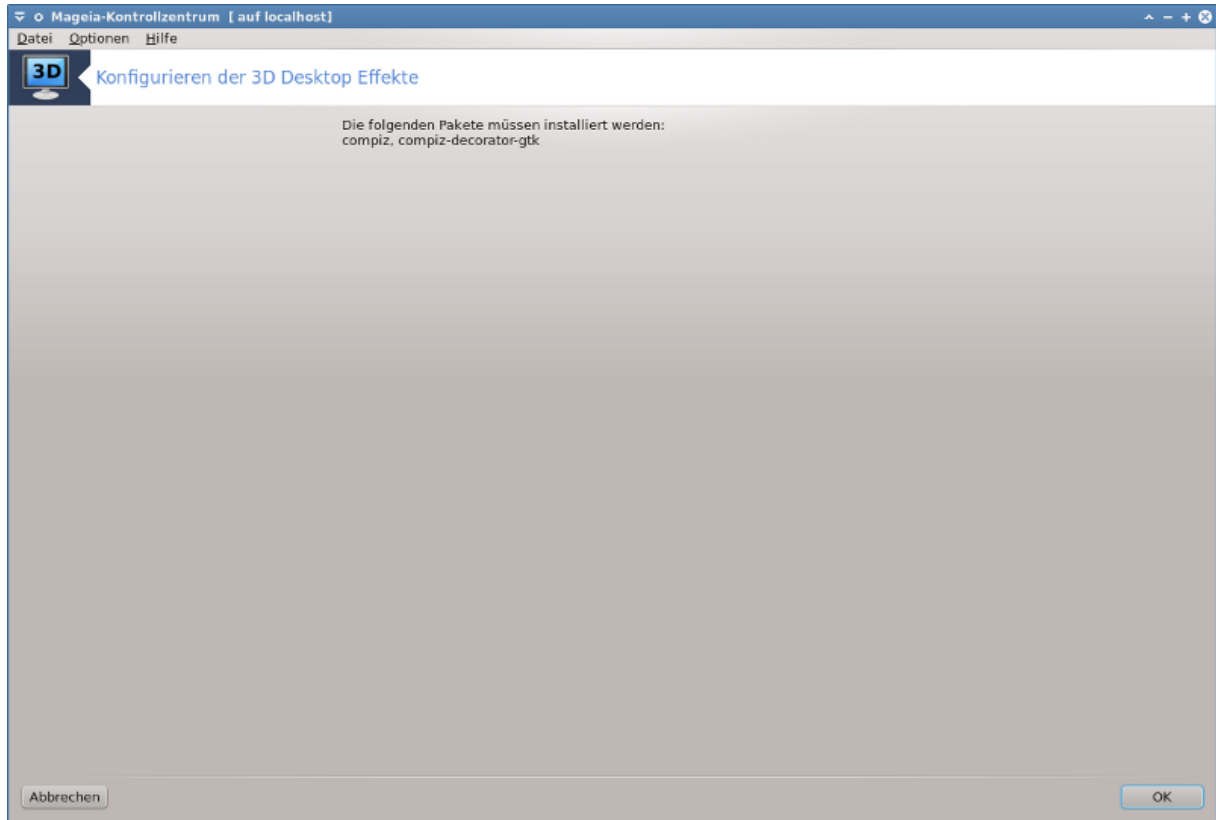 Mageia-Kontrollzentrum [ auf localhost]
Datei Optionen Hilfe
3D
Konfigurieren der 3D Desktop Effekte
Die folgenden Pakete müssen installiert werden:
compiz, compiz-decorator-gtk
Abbrechen
OK